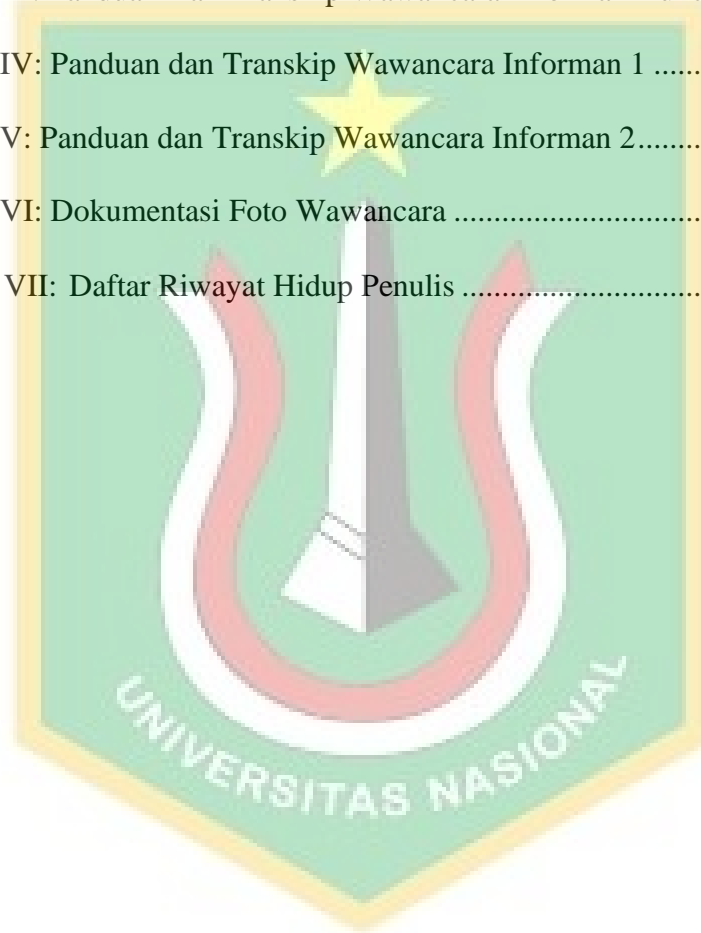 IV: Panduan dan Transkip Wawancara Informan 1 ......
V: Panduan dan Transkip Wawancara Informan 2........
VI: Dokumentasi Foto Wawancara ...............................
VII: Daftar Riwayat Hidup Penulis ..............................
UNIVERSITAS NASIONAL